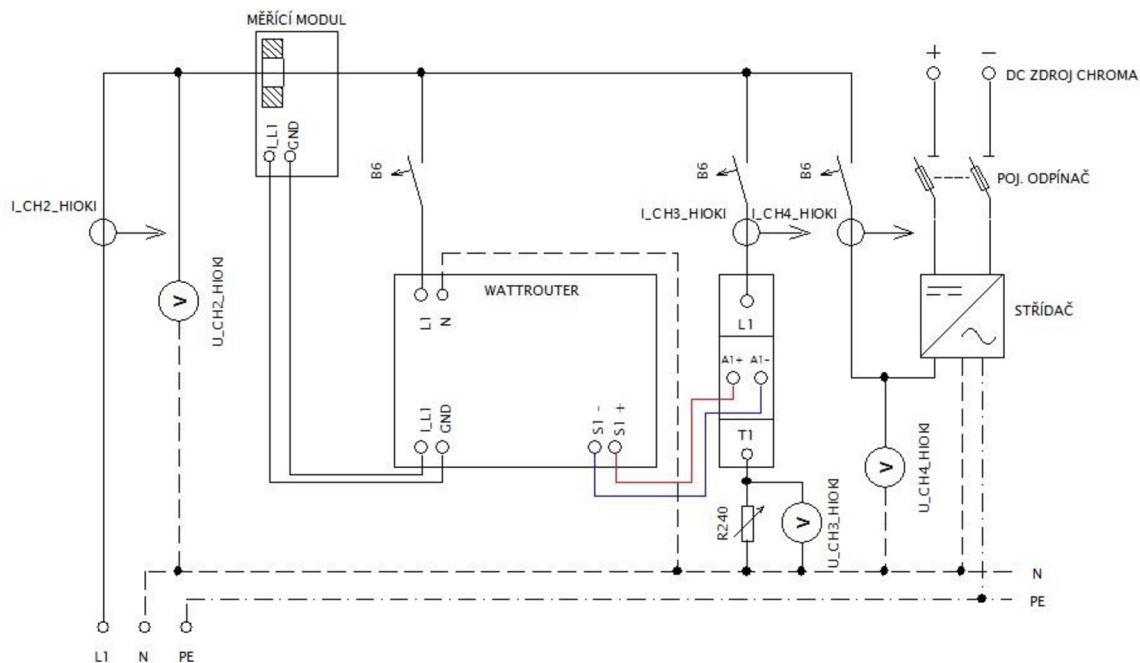 MĚŘÍCÍ MODUL
+
−
DC ZDROJ CHROMA
I_L1
GND
B6
B6
B6
POJ. ODPÍNAČ
I_CH2_HIOKI
I_CH3_HIOKI
I_CH4_HIOKI
V
U_CH2_HIOKI
WATTROUTER
L1
N
L1
STŘÍDAČ
A1+
A1-
I_L1
GND
S1 -
S1 +
T1
V
U_CH4_HIOKI
R240
V
U_CH3_HIOKI
N
PE
L1
N
PE